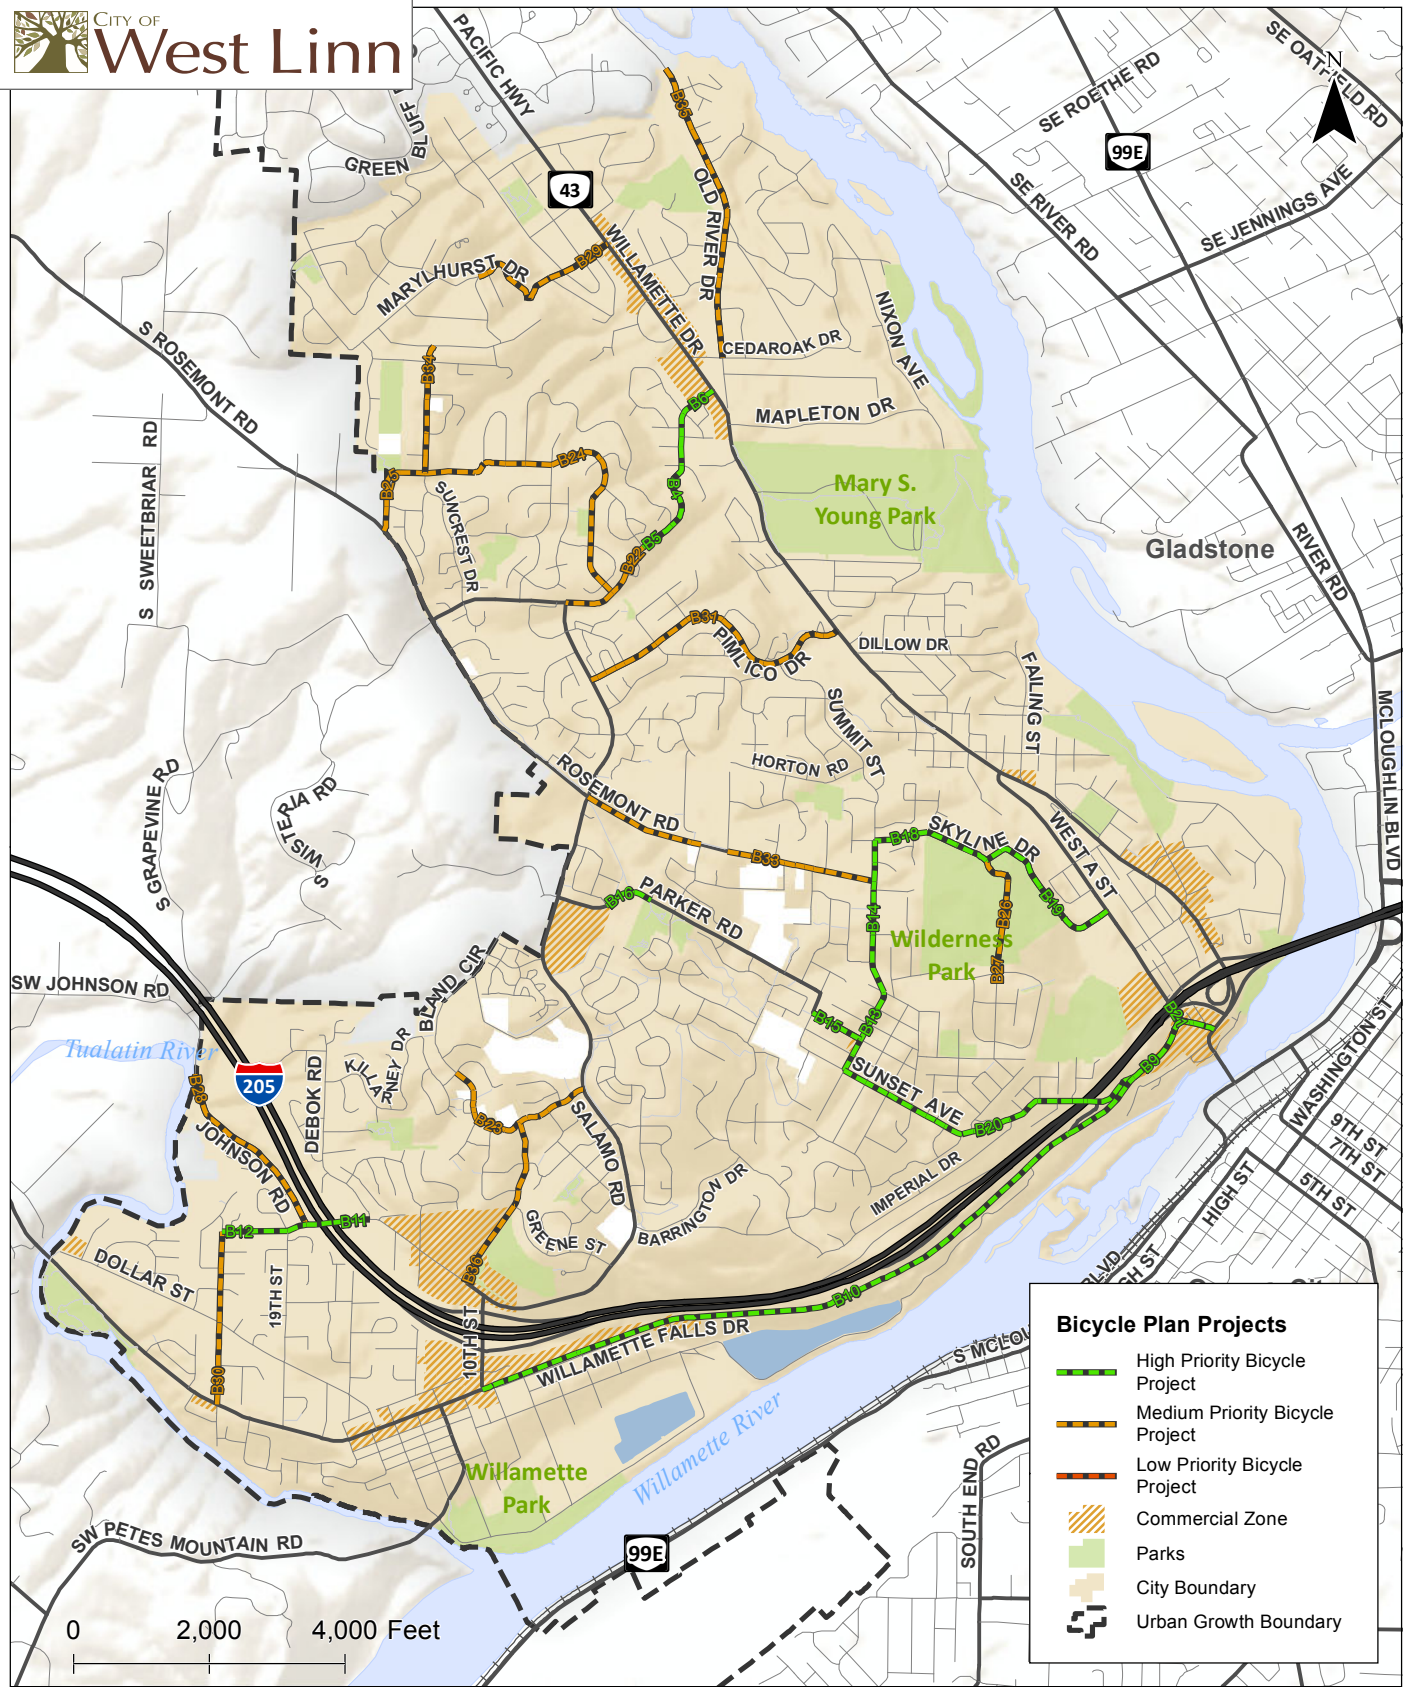 CITY OF
West Linn
PACIFIC HWY
GREEN BLUFF
43
SE OATFIELD RD
N
SE ROETHE RD
99E
SE RIVER RD
SE JENNINGS AVE
B35
OLD RIVER DR
WILLAMETTE DR
B29
MARYLHURST DR
NIXON AVE
CEDAROAK DR
S ROSEMONT RD
B34
B6
MAPLETON DR
S SWEETBRIAR RD
B24
B25
SUNCREST DR
B4
Mary S.
Young Park
B5
B22
Gladstone
RIVER RD
B31
PIMLICO DR
DILLOW DR
FAILING ST
SUMMIT ST
MCLOUGHLIN BLVD
HORTON RD
ROSEMONT RD
S GRAPEVINE RD
S WISTERIA RD
B33
B18
SKYLINE DR
WEST A ST
B16
PARKER RD
B14
B26
B19
Wilderness
Park
B27
BLAND CIR
SW JOHNSON RD
B15
B13
B21
Tualatin River
205
KILLARNEY DR
DEBOK RD
B38
B23
SALAMO RD
SUNSET AVE
B20
B9
WASHINGTON ST
9TH ST
7TH ST
5TH ST
HIGH ST
JOHNSON RD
B12
B11
GREENE ST
BARRINGTON DR
IMPERIAL DR
B36
DOLLAR ST
19TH ST
10TH ST
B10
WILLAMETTE FALLS DR
B30
BLVD
S MCLOU
Willamette River
Willamette
Park
SOUTH END RD
SW PETES MOUNTAIN RD
99E
0 2,000 4,000 Feet
Bicycle Plan Projects
High Priority Bicycle
Project
Medium Priority Bicycle
Project
Low Priority Bicycle
Project
Commercial Zone
Parks
City Boundary
Urban Growth Boundary